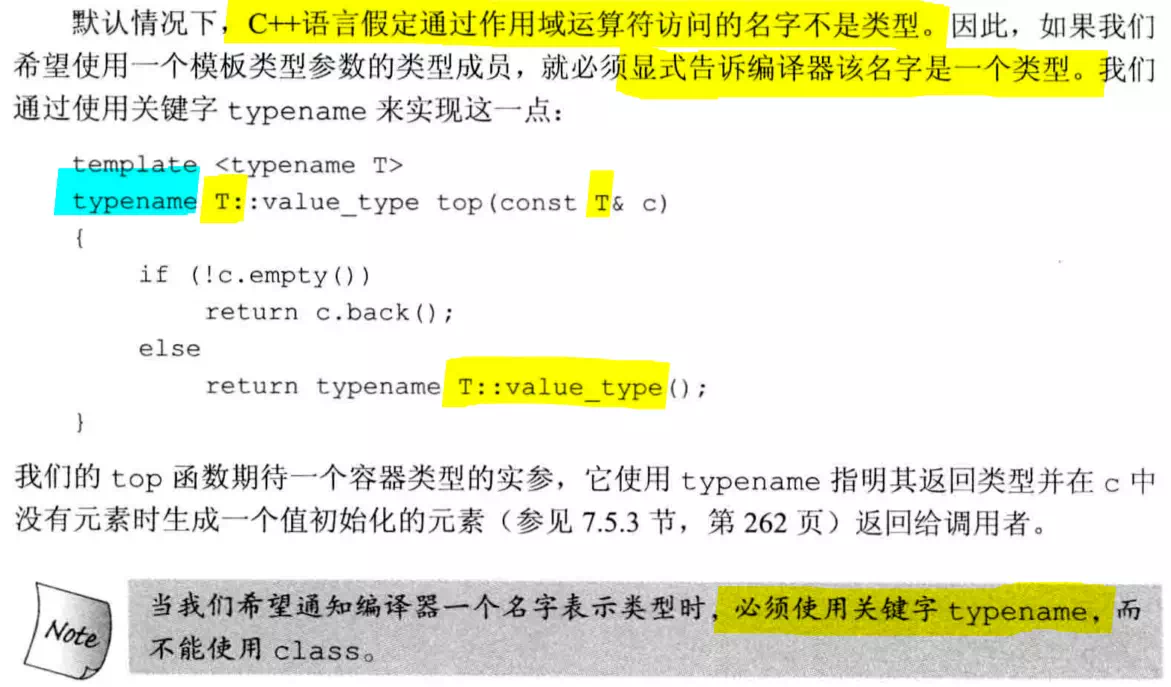 默认情况下，C++语言假定通过作用域运算符访问的名字不是类型。因此，如果我们
希望使用一个模板类型参数的类型成员，就必须显式告诉编译器该名字是一个类型。我们
通过使用关键字 typename 来实现这一点：
template <typename T>
typename T::value_type top(const T& c)
{
if (!c.empty())
return c.back();
else
return typename T::value_type();
}
我们的 top 函数期待一个容器类型的实参，它使用 typename 指明其返回类型并在 c 中
没有元素时生成一个值初始化的元素（参见 7.5.3 节，第 262 页）返回给调用者。
Note
当我们希望通知编译器一个名字表示类型时，必须使用关键字 typename，而
不能使用 class。